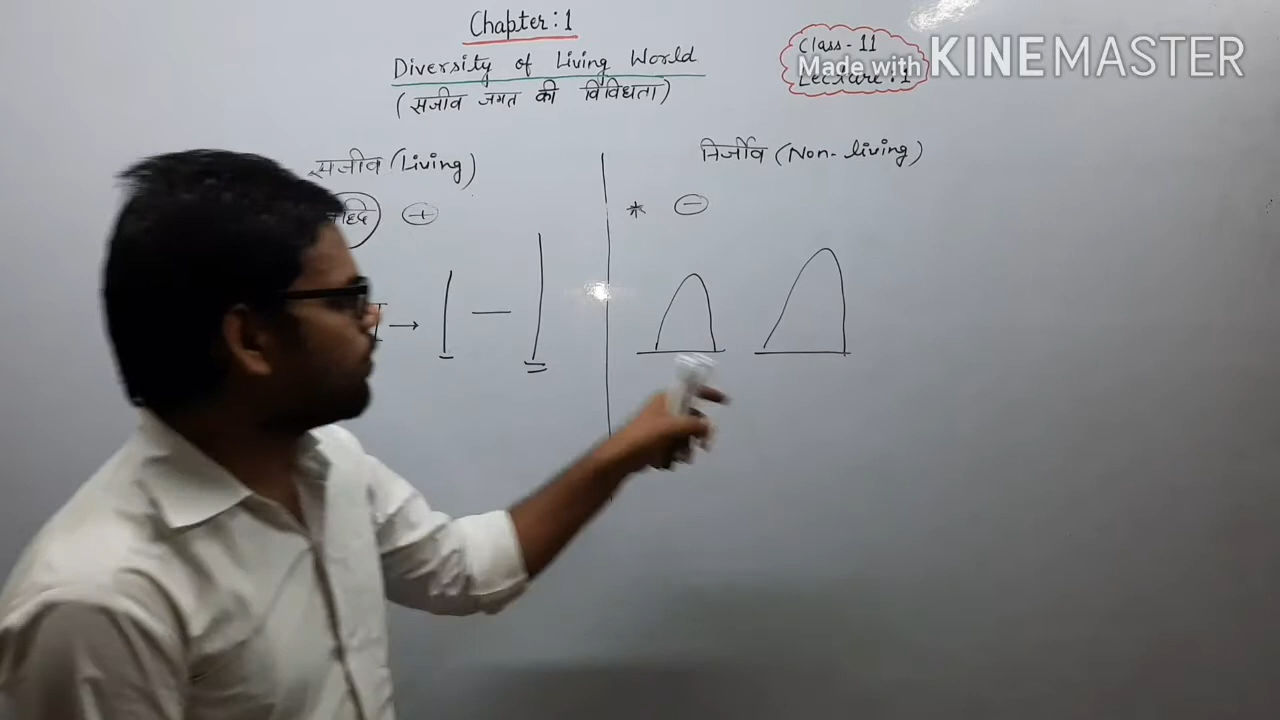 Chapter : 1
Diversity of Living World
(सजीव जगत की विविधता)
Class - 11
Lecture : 1
Made with KINEMASTER
सजीव (Living)
निर्जीव (Non-living)
+
* -